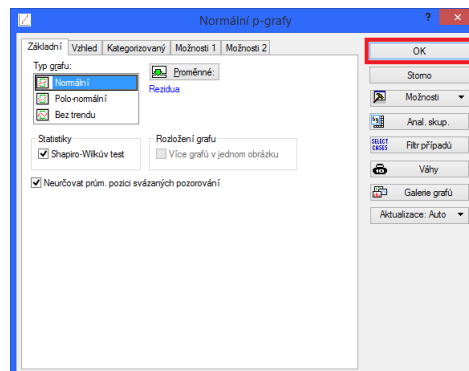 Normální p-grafy
?
×
Základní
Vzhled
Kategorizovaný
Možnosti 1
Možnosti 2
Typ grafu:
Normální
Polo-normální
Bez trendu
Proměnné:
Rezidua
Statistiky
Shapiro-Wilkův test
Rozložení grafu
Více grafů v jednom obrázku
Neurčovat prům. pozici svázaných pozorování
OK
Storno
Možnosti
Anal. skup.
SELECT
CASES
Filtr případů
Váhy
Galerie grafů
Aktualizace: Auto